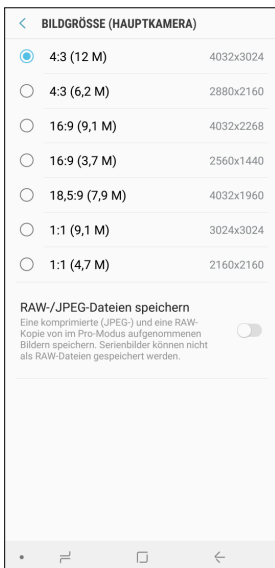 BILDGRÖSSE (HAUPTKAMERA)
4:3 (12 M) 4032x3024
4:3 (6,2 M) 2880x2160
16:9 (9,1 M) 4032x2268
16:9 (3,7 M) 2560x1440
18,5:9 (7,9 M) 4032x1960
1:1 (9,1 M) 3024x3024
1:1 (4,7 M) 2160x2160
RAW-/JPEG-Dateien speichern
Eine komprimierte (JPEG-) und eine RAW-
Kopie von im Pro-Modus aufgenommenen
Bildern speichern. Serienbilder können nicht
als RAW-Dateien gespeichert werden.